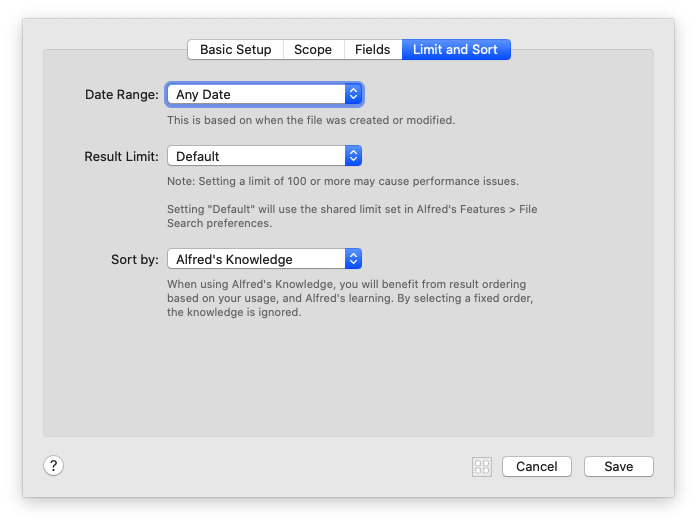 Basic Setup Scope Fields Limit and Sort
Date Range: Any Date
This is based on when the file was created or modified.
Result Limit: Default
Note: Setting a limit of 100 or more may cause performance issues.
Setting "Default" will use the shared limit set in Alfred's Features > File
Search preferences.
Sort by: Alfred's Knowledge
When using Alfred's Knowledge, you will benefit from result ordering
based on your usage, and Alfred's learning. By selecting a fixed order,
the knowledge is ignored.
? Cancel Save